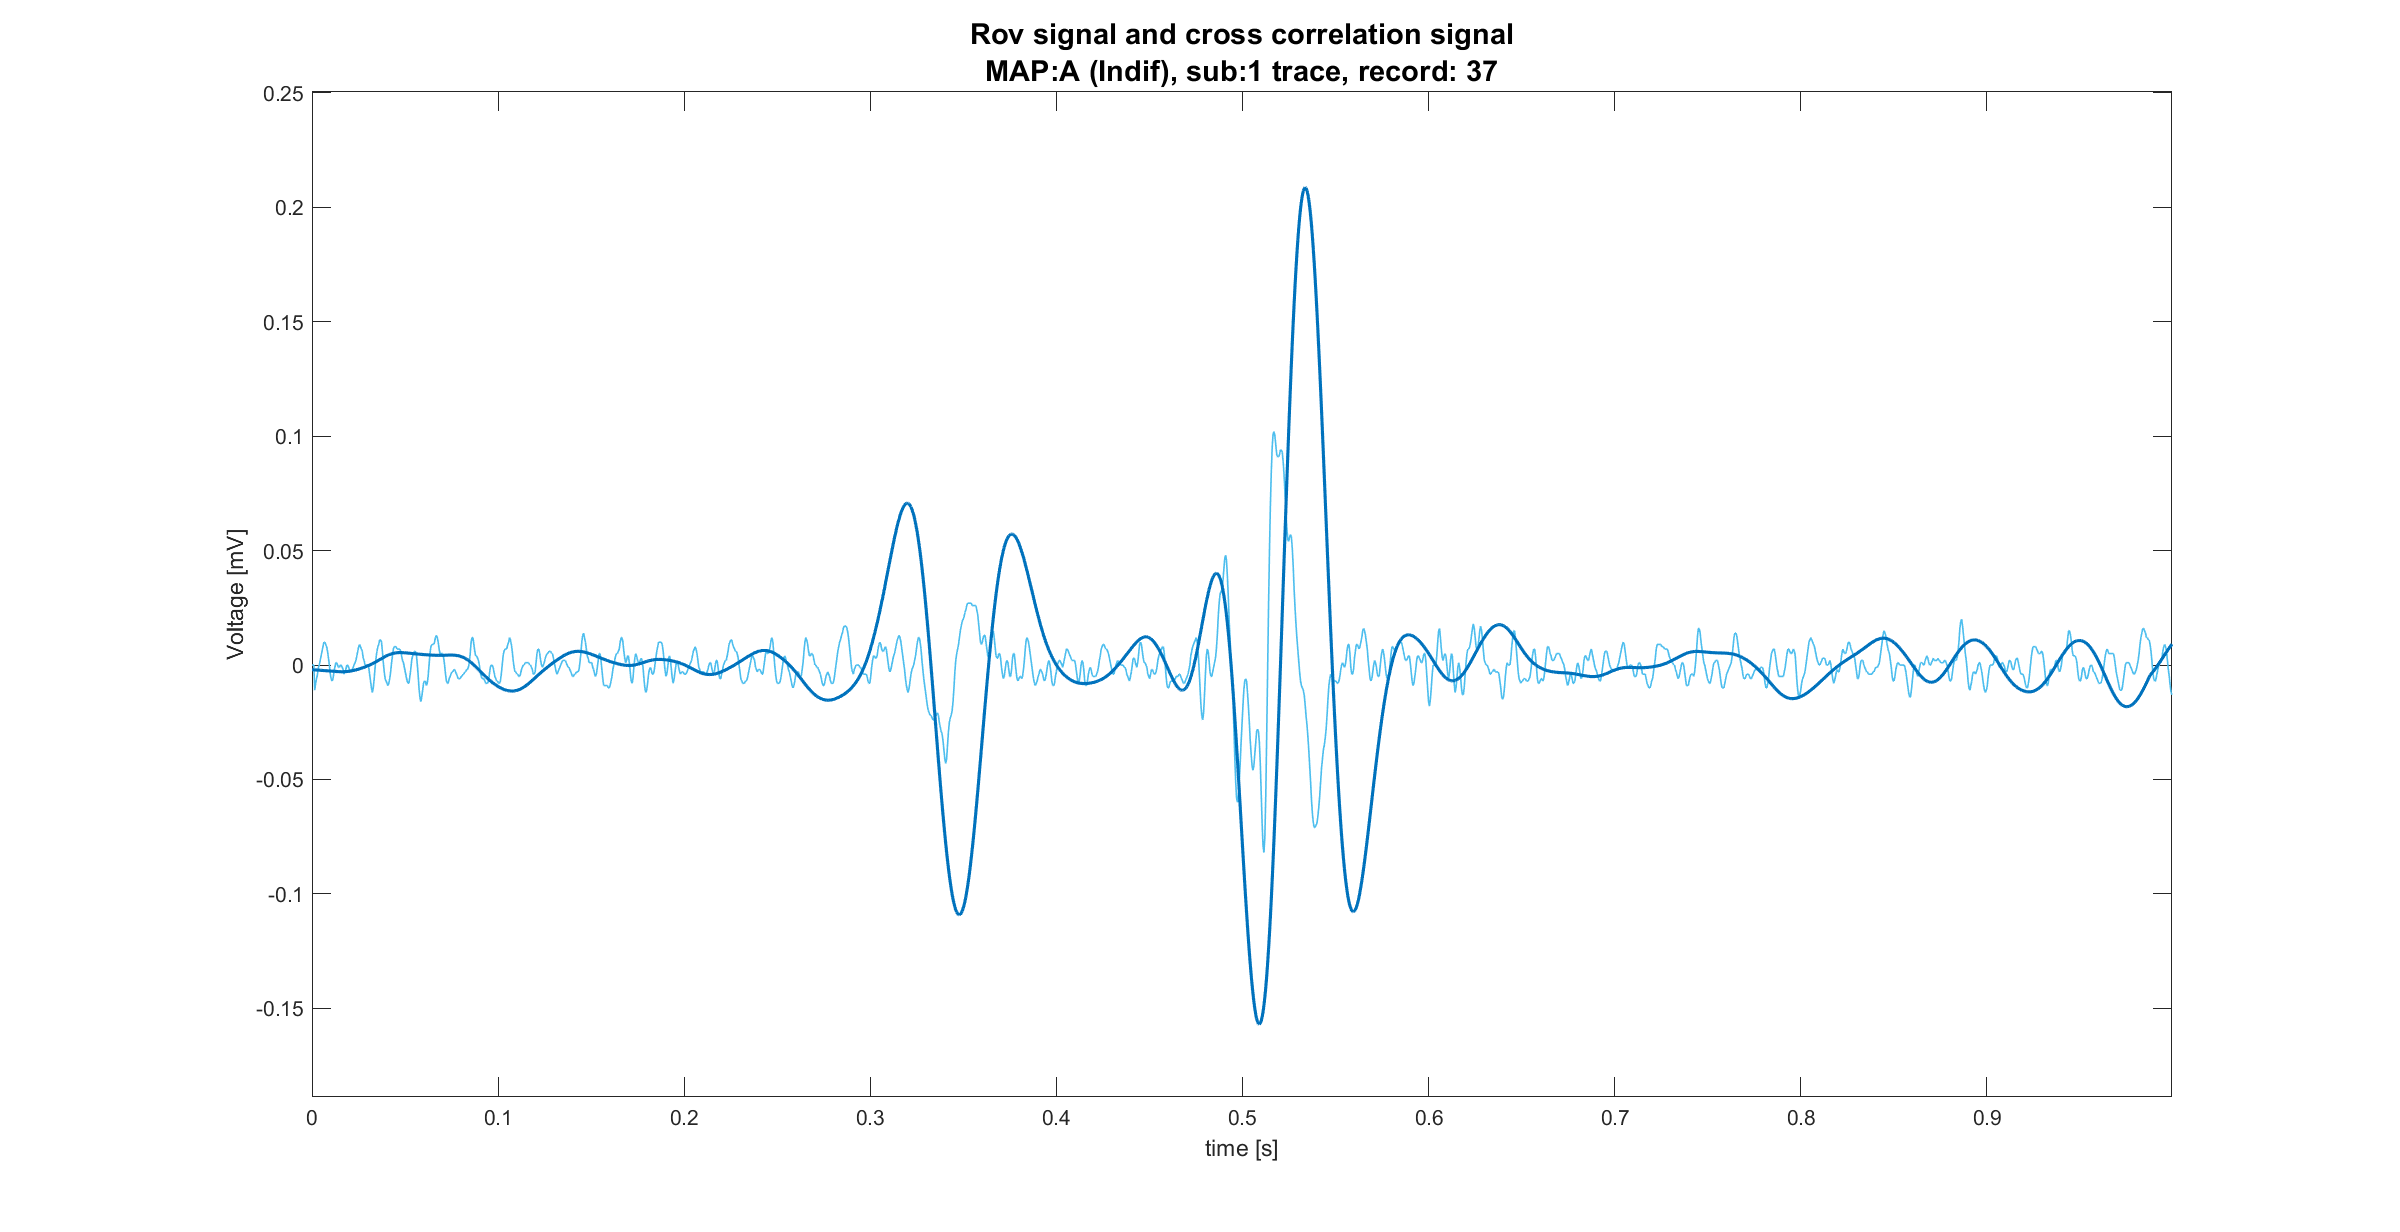 Rov signal and cross correlation signal
MAP:A (Indif), sub:1 trace, record: 37
0.25
0.2
0.15
0.1
0.05
0
-0.05
-0.1
-0.15
Voltage [mV]
0 0.1 0.2 0.3 0.4 0.5 0.6 0.7 0.8 0.9
time [s]